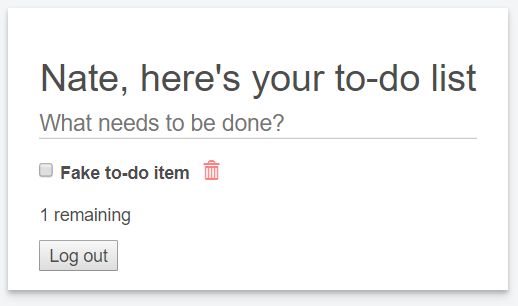 Nate, here's your to-do list
What needs to be done?
Fake to-do item
1 remaining
Log out